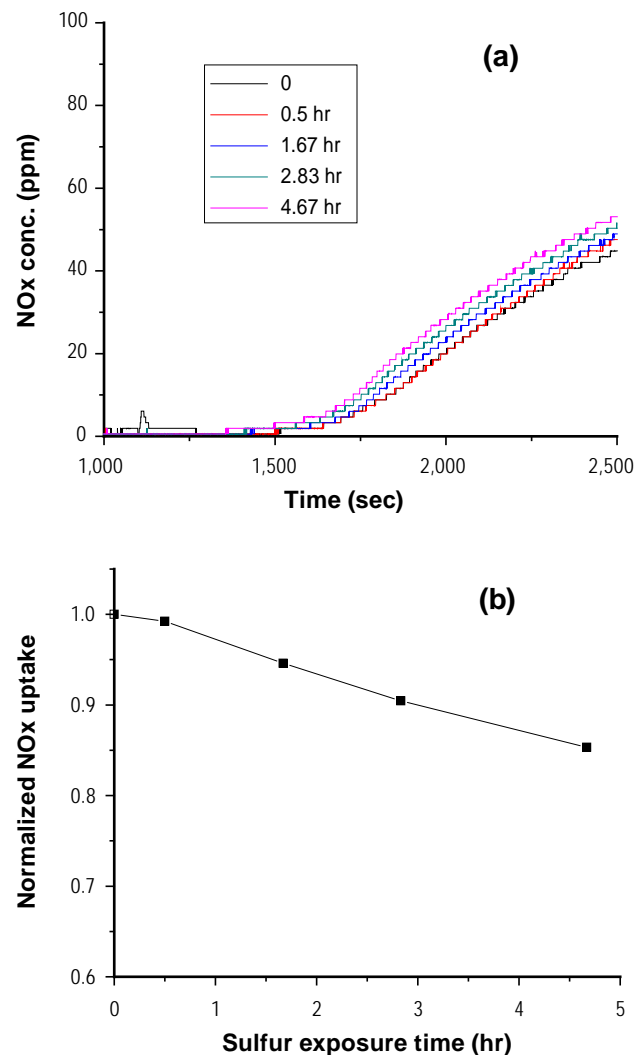 (a)
0
0.5 hr
1.67 hr
2.83 hr
4.67 hr
NOx conc. (ppm)
100
80
60
40
20
0
1,000 1,500 2,000 2,500
Time (sec)
(b)
Normalized NOx uptake
1.0
0.9
0.8
0.7
0.6
0 1 2 3 4 5
Sulfur exposure time (hr)